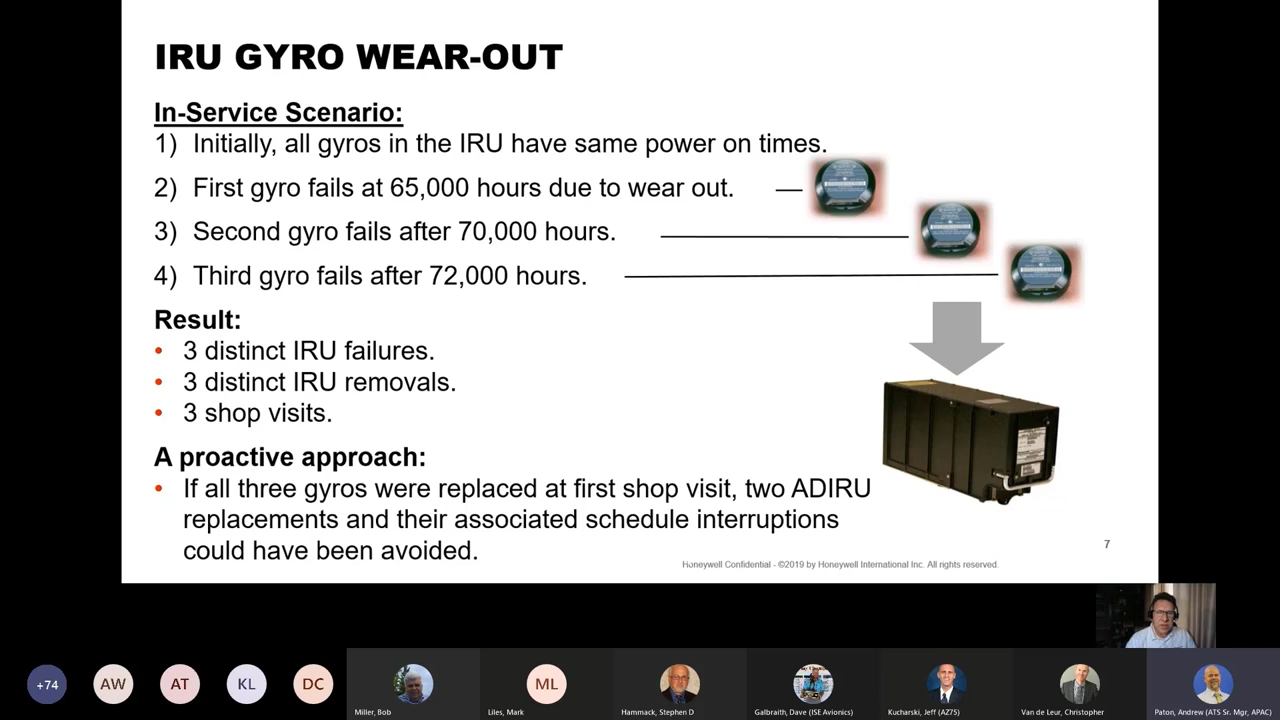 IRU GYRO WEAR-OUT
In-Service Scenario:
1) Initially, all gyros in the IRU have same power on times.
2) First gyro fails at 65,000 hours due to wear out.
3) Second gyro fails after 70,000 hours.
4) Third gyro fails after 72,000 hours.
Result:
• 3 distinct IRU failures.
• 3 distinct IRU removals.
• 3 shop visits.
A proactive approach:
• If all three gyros were replaced at first shop visit, two ADIRU
replacements and their associated schedule interruptions
could have been avoided.
7
Honeywell Confidential - ©2019 by Honeywell International Inc. All rights reserved.
+74
AW
AT
KL
DC
ML
Miller, Bob
Liles, Mark
Hammack, Stephen D
Galbraith, Dave (ISE Avionics)
Kucharski, Jeff (AZ75)
Van de Leur, Christopher
Paton, Andrew (ATS Sr. Mgr, APAC)